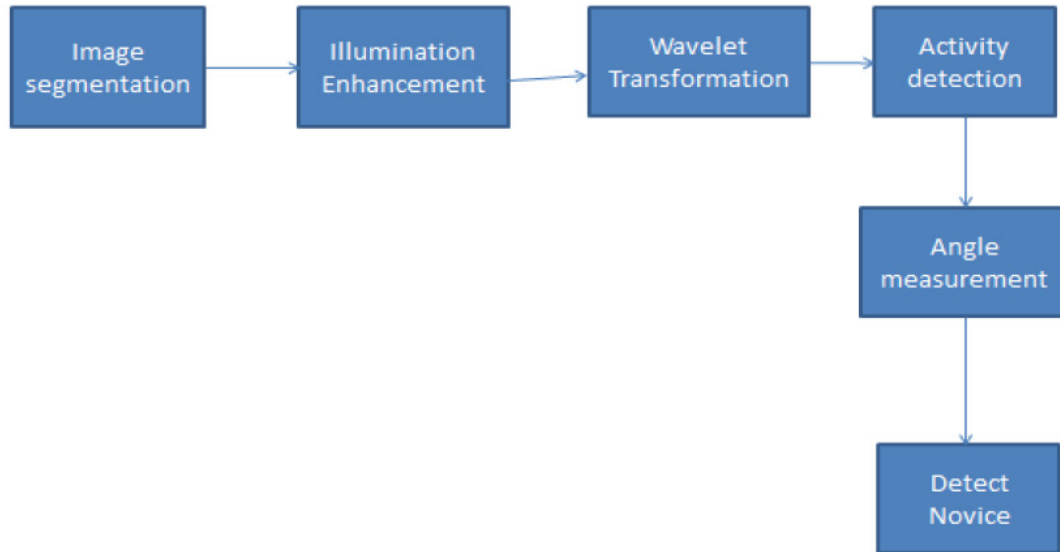 Image
segmentation
Illumination
Enhancement
Wavelet
Transformation
Activity
detection
Angle
measurement
Detect
Novice